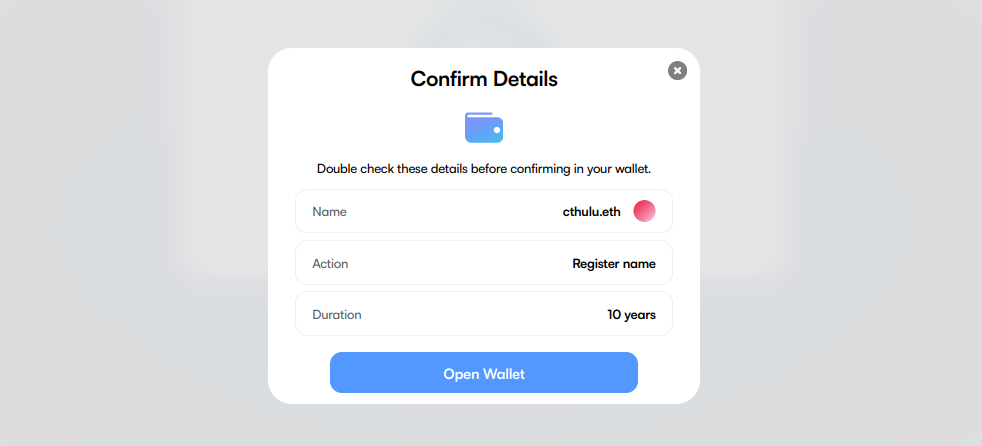 Confirm Details
Double check these details before confirming in your wallet.
Name cthulu.eth
Action Register name
Duration 10 years
Open Wallet